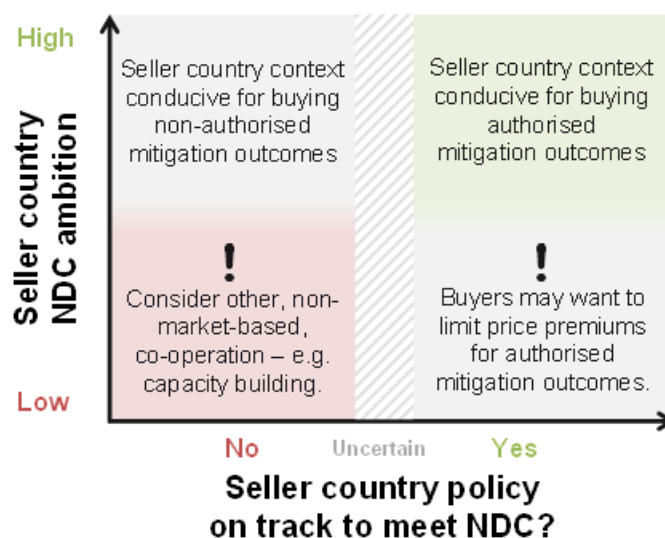 High
Seller country
NDC ambition
Low
Seller country context
conducive for buying
non-authorised
mitigation outcomes
Seller country context
conducive for buying
authorised
mitigation outcomes
!
Consider other, non-
market-based,
co-operation – e.g.
capacity building.
!
Buyers may want to
limit price premiums
for authorised
mitigation outcomes.
No
Uncertain
Yes
Seller country policy
on track to meet NDC?